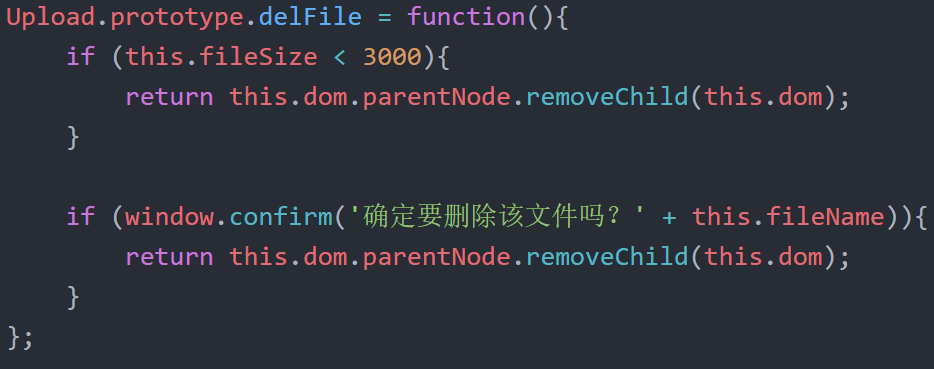 Upload.prototype.delFile = function(){
    if (this.fileSize < 3000){
        return this.dom.parentNode.removeChild(this.dom);
    }

    if (window.confirm('确定要删除该文件吗？' + this.fileName)){
        return this.dom.parentNode.removeChild(this.dom);
    }
};